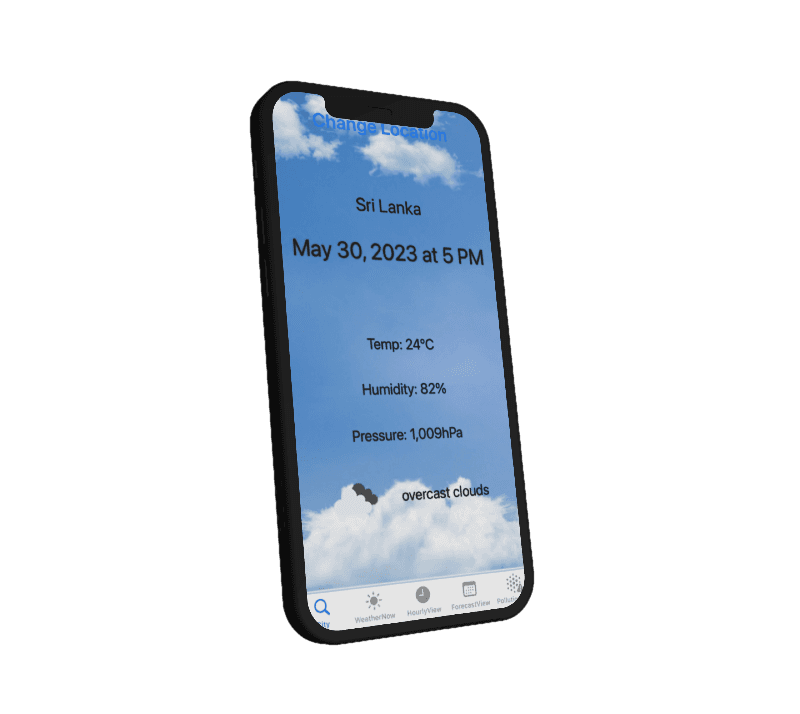 Change Location
Sri Lanka
May 30, 2023 at 5 PM
Temp: 24°C
Humidity: 82%
Pressure: 1,009hPa
overcast clouds
WeatherNow
HourlyView
ForecastView